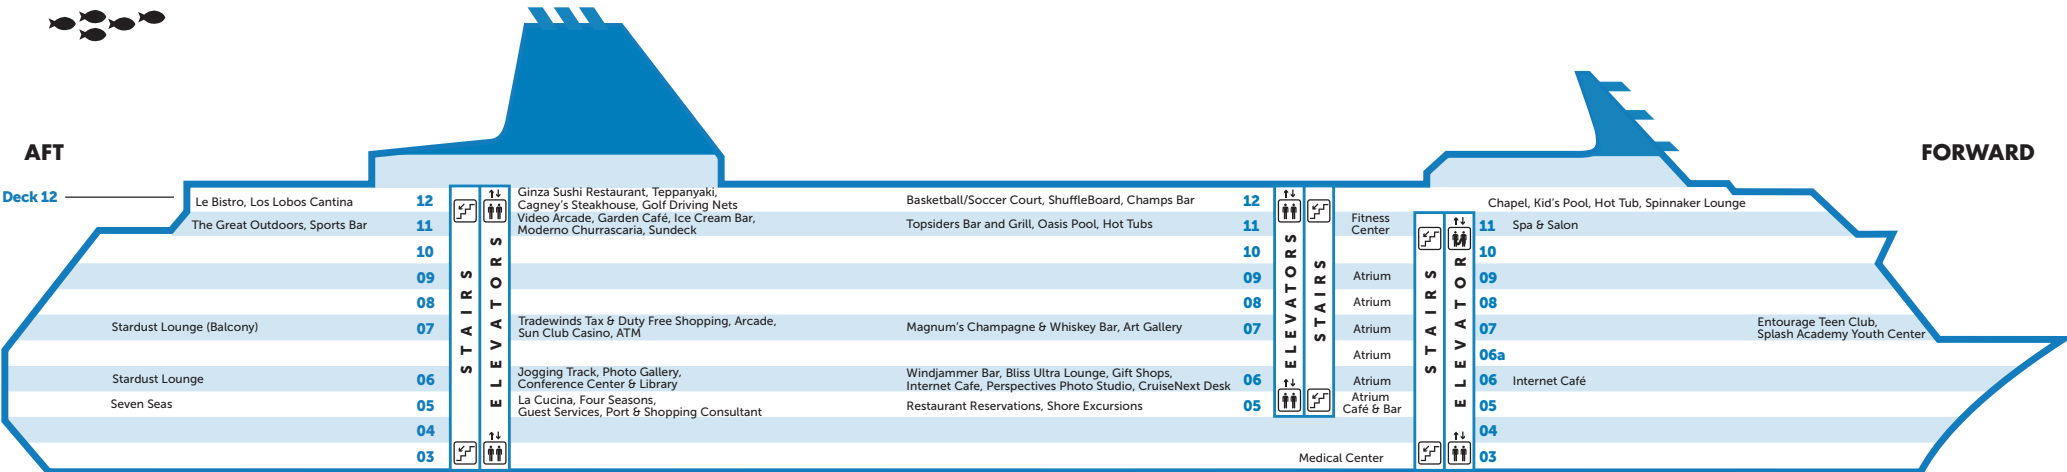 AFT
FORWARD
Deck 12
Le Bistro, Los Lobos Cantina
12
Ginza Sushi Restaurant, Teppanyaki,
Cagney's Steakhouse, Golf Driving Nets
Basketball/Soccer Court, ShuffleBoard, Champs Bar
12
Chapel, Kid's Pool, Hot Tub, Spinnaker Lounge
The Great Outdoors, Sports Bar
11
Video Arcade, Garden Café, Ice Cream Bar,
Moderno Churrascaria, Sundeck
Topsiders Bar and Grill, Oasis Pool, Hot Tubs
11
Fitness
Center
11
Spa & Salon
10
10
10
09
09
Atrium
09
08
08
Atrium
08
Stardust Lounge (Balcony)
07
Tradewinds Tax & Duty Free Shopping, Arcade,
Sun Club Casino, ATM
Magnum's Champagne & Whiskey Bar, Art Gallery
07
Atrium
07
Entourage Teen Club,
Splash Academy Youth Center
Atrium
06a
Stardust Lounge
06
Jogging Track, Photo Gallery,
Conference Center & Library
Windjammer Bar, Bliss Ultra Lounge, Gift Shops,
Internet Cafe, Perspectives Photo Studio, CruiseNext Desk
06
Atrium
06
Internet Café
Seven Seas
05
La Cucina, Four Seasons,
Guest Services, Port & Shopping Consultant
Restaurant Reservations, Shore Excursions
05
Atrium
Café & Bar
05
04
04
03
Medical Center
03
STAIRS
ELEVATORS
ELEVATORS
STAIRS
STAIRS
ELEVATOR